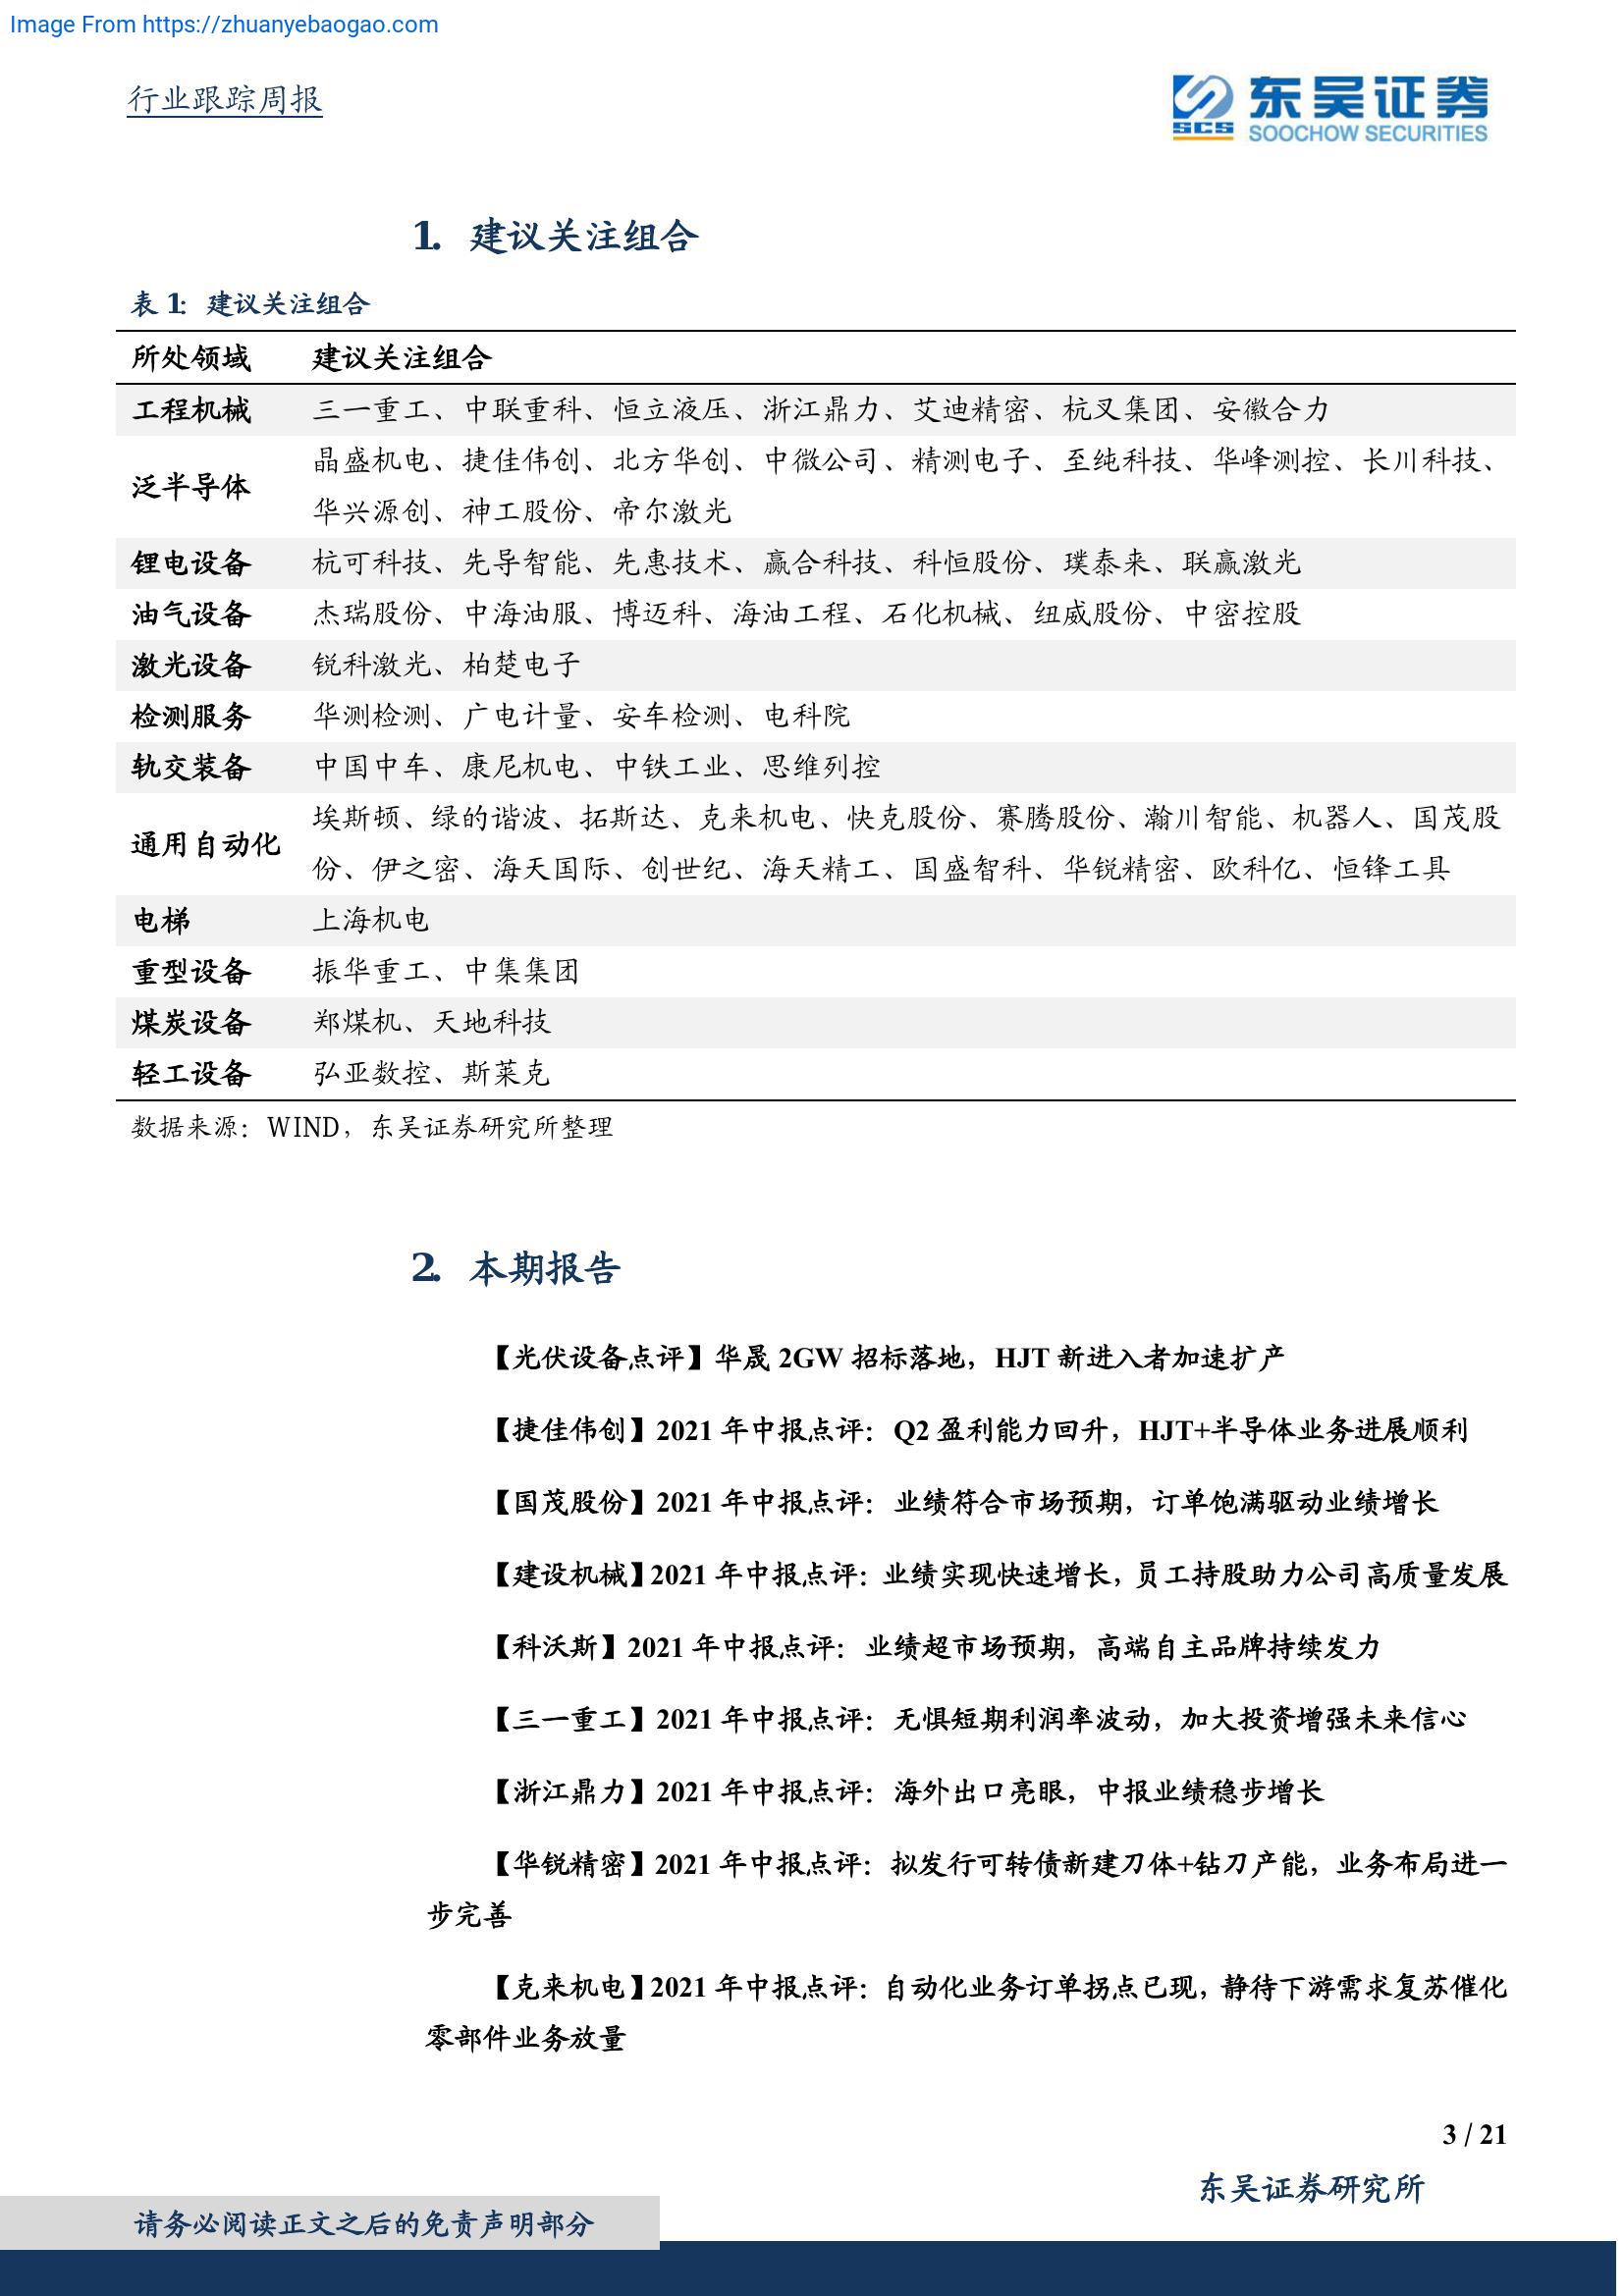 Image From https://zhuanyebaogao.com
行业跟踪周报
东吴证券
SCS
SOOCHOW SECURITIES
1. 建议关注组合
表 1: 建议关注组合
所处领域 建议关注组合
工程机械 三一重工、中联重科、恒立液压、浙江鼎力、艾迪精密、杭叉集团、安徽合力
泛半导体 晶盛机电、捷佳伟创、北方华创、中微公司、精测电子、至纯科技、华峰测控、长川科技、
华兴源创、神工股份、帝尔激光
锂电设备 杭可科技、先导智能、先惠技术、赢合科技、科恒股份、璞泰来、联赢激光
油气设备 杰瑞股份、中海油服、博迈科、海油工程、石化机械、纽威股份、中密控股
激光设备 锐科激光、柏楚电子
检测服务 华测检测、广电计量、安车检测、电科院
轨交装备 中国中车、康尼机电、中铁工业、思维列控
通用自动化 埃斯顿、绿的谐波、拓斯达、克来机电、快克股份、赛腾股份、瀚川智能、机器人、国茂股
份、伊之密、海天国际、创世纪、海天精工、国盛智科、华锐精密、欧科亿、恒锋工具
电梯 上海机电
重型设备 振华重工、中集集团
煤炭设备 郑煤机、天地科技
轻工设备 弘亚数控、斯莱克
数据来源：WIND，东吴证券研究所整理
2. 本期报告
【光伏设备点评】华晟 2GW 招标落地，HJT 新进入者加速扩产
【捷佳伟创】2021 年中报点评：Q2 盈利能力回升，HJT+半导体业务进展顺利
【国茂股份】2021 年中报点评：业绩符合市场预期，订单饱满驱动业绩增长
【建设机械】2021 年中报点评：业绩实现快速增长，员工持股助力公司高质量发展
【科沃斯】2021 年中报点评：业绩超市场预期，高端自主品牌持续发力
【三一重工】2021 年中报点评：无惧短期利润率波动，加大投资增强未来信心
【浙江鼎力】2021 年中报点评：海外出口亮眼，中报业绩稳步增长
【华锐精密】2021 年中报点评：拟发行可转债新建刀体+钻刀产能，业务布局进一
步完善
【克来机电】2021 年中报点评：自动化业务订单拐点已现，静待下游需求复苏催化
零部件业务放量
3 / 21
东吴证券研究所
请务必阅读正文之后的免责声明部分